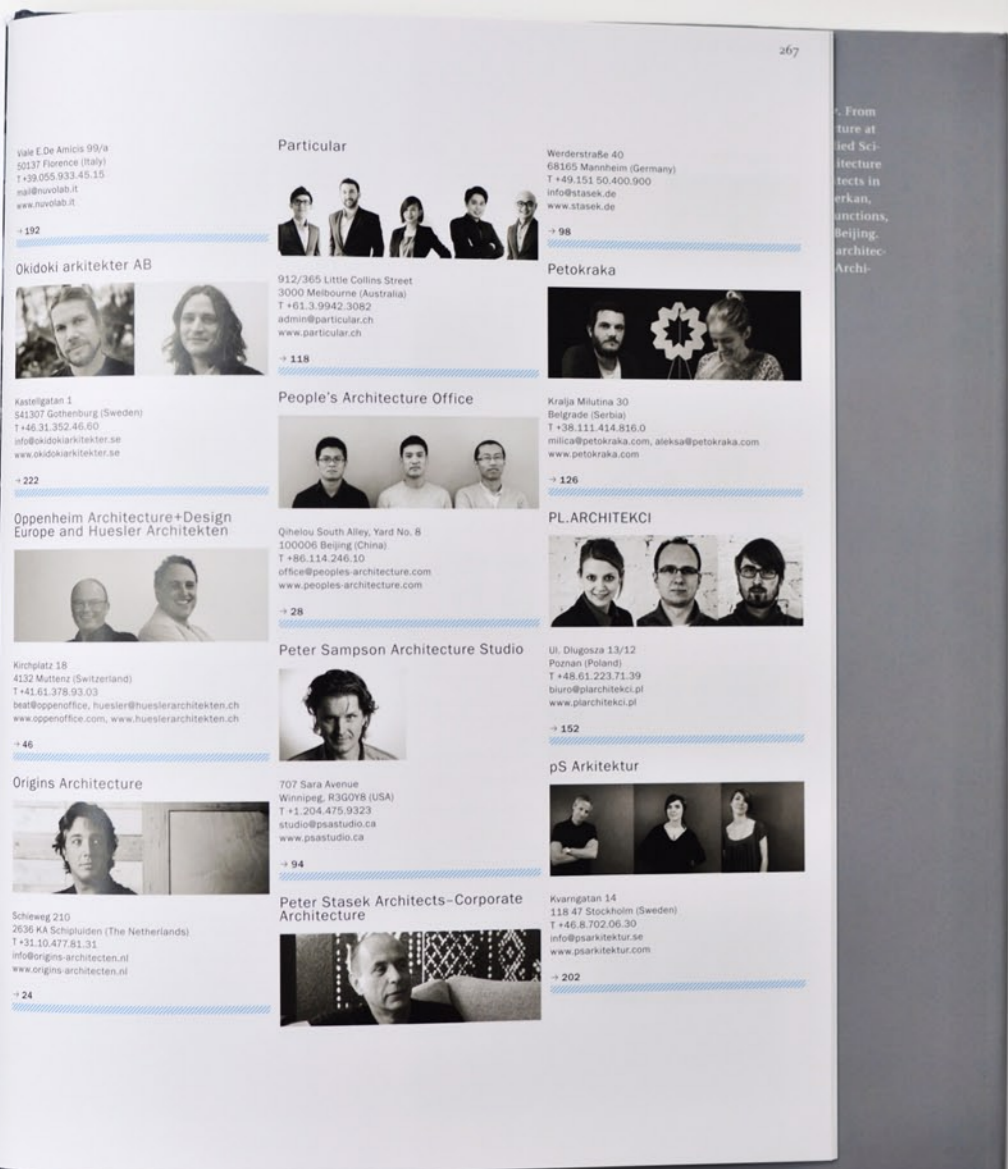 267
Viale E.De Amicis 99/a
50137 Florence (Italy)
T +39.055.933.45.15
mail@nuvolab.it
www.nuvolab.it
→ 192
Okidoki arkitekter AB
Kastellgatan 1
541307 Gothenburg (Sweden)
T +46.31.352.46.60
info@okidokiarkitekter.se
www.okidokiarkitekter.se
→ 222
Oppenheim Architecture+Design
Europe and Huesler Architekten
Kirchplatz 18
4132 Muttenz (Switzerland)
T +41.61.378.93.03
beat@oppenoffice, huesler@hueslerarchitekten.ch
www.oppenoffice.com, www.hueslerarchitekten.ch
→ 46
Origins Architecture
Schieweg 210
2636 KA Schipluiden (The Netherlands)
T +31.10.477.81.31
info@origins-architecten.nl
www.origins-architecten.nl
→ 24
Particular
912/365 Little Collins Street
3000 Melbourne (Australia)
T +61.3.9942.3082
admin@particular.ch
www.particular.ch
→ 118
People's Architecture Office
Qihelou South Alley, Yard No. 8
100006 Beijing (China)
T +86.114.246.10
office@peoples-architecture.com
www.peoples-architecture.com
→ 28
Peter Sampson Architecture Studio
707 Sara Avenue
Winnipeg, R3G0Y8 (USA)
T +1.204.475.9323
studio@psastudio.ca
www.psastudio.ca
→ 94
Peter Stasek Architects–Corporate
Architecture
Werderstraße 40
68165 Mannheim (Germany)
T +49.151 50.400.900
info@stasek.de
www.stasek.de
→ 98
Petokraka
Kralja Milutina 30
Belgrade (Serbia)
T +38.111.414.816.0
milica@petokraka.com, aleksa@petokraka.com
www.petokraka.com
→ 126
PL.ARCHITEKCI
Ul. Dlugosza 13/12
Poznan (Poland)
T +48.61.223.71.39
biuro@plarchitekci.pl
www.plarchitekci.pl
→ 152
pS Arkitektur
Kvarngatan 14
118 47 Stockholm (Sweden)
T +46.8.702.06.30
info@psarkitektur.se
www.psarkitektur.com
→ 202
. From
ture at
ied Sci-
itecture
tects in
erkan,
unctions,
Beijing.
architec-
Archi-